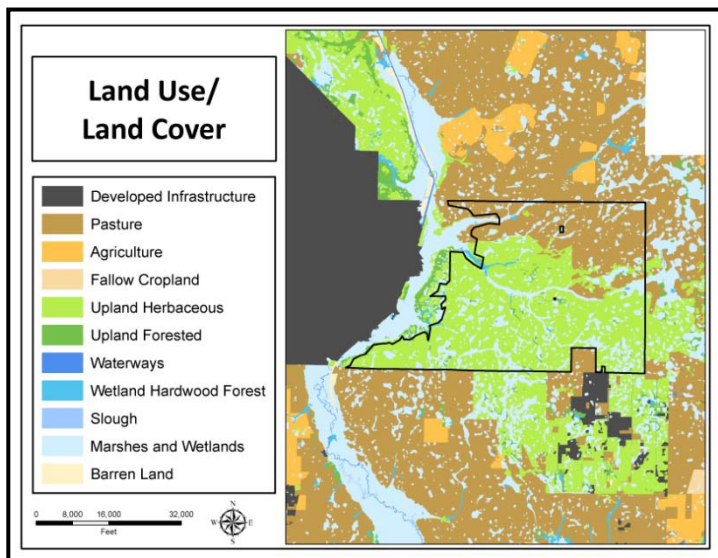 Land Use/
Land Cover
Developed Infrastructure
Pasture
Agriculture
Fallow Cropland
Upland Herbaceous
Upland Forested
Waterways
Wetland Hardwood Forest
Slough
Marshes and Wetlands
Barren Land
0 8,000 16,000 32,000
Feet
N
W E
S